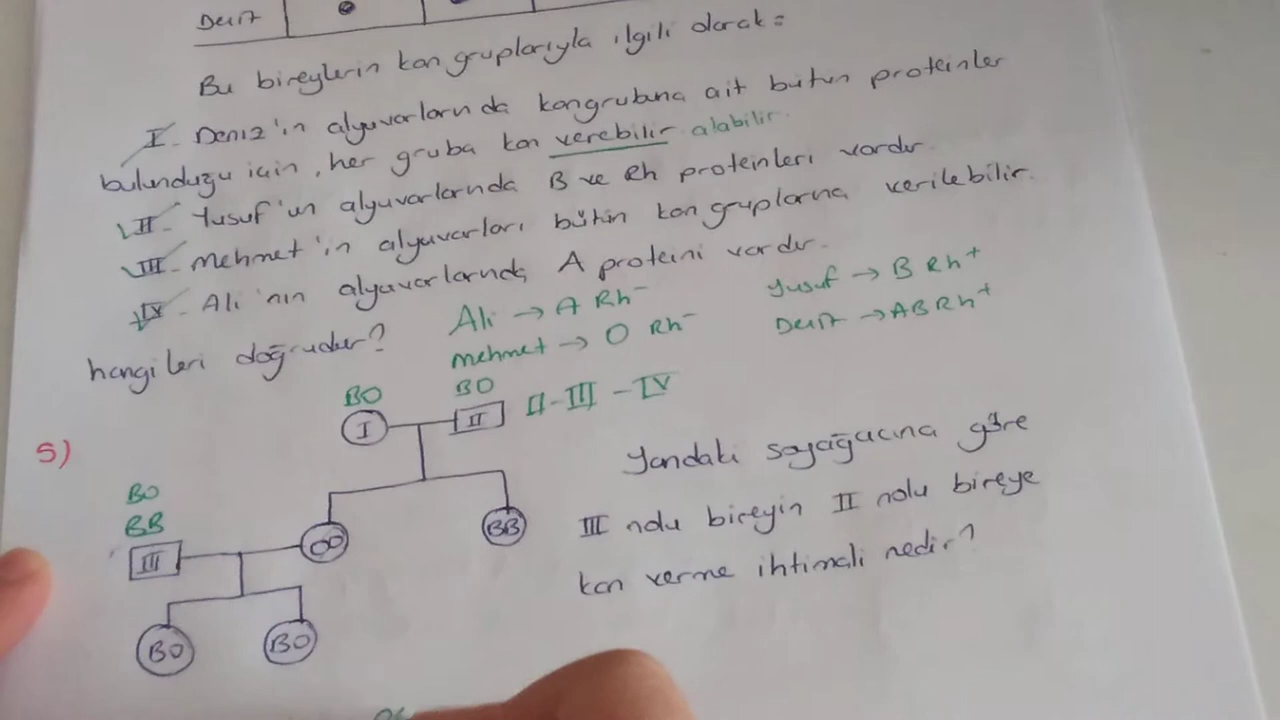 Deniz
Bu bireylerin kan gruplarıyla ilgili olarak:
I. Deniz'in alyuvarlarında kangrubuna ait bütün proteinler
bulunduğu için, her gruba kan verebilir alabilir.
II. Yusuf'un alyuvarlarında B ve Rh proteinleri vardır.
III. Mehmet'in alyuvarları bütün kan gruplarına verilebilir.
IV. Ali'nin alyuvarlarında A proteini vardır.
hangileri doğrudur?
Ali → A Rh⁻
Yusuf → B Rh⁺
Mehmet → O Rh⁻
Deniz → AB Rh⁺
BO
BO
II-III-IV
5)
I
II
Yandaki soyağacına göre
III nolu bireyin II nolu bireye
kan verme ihtimali nedir?
BO
BB
III
OO
BB
BO
BO